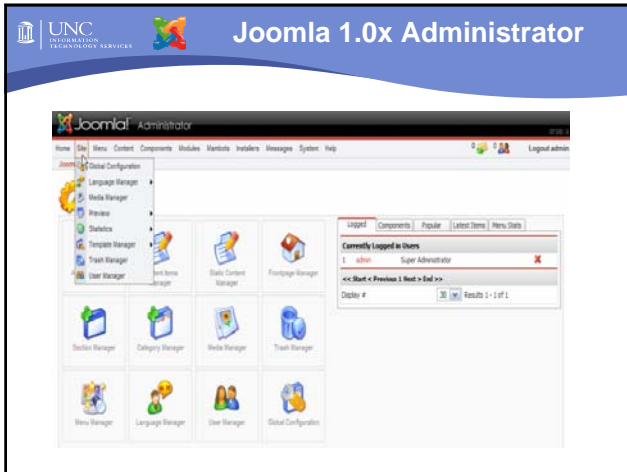 UNC
INFORMATION
TECHNOLOGY SERVICES
Joomla 1.0x Administrator
Joomla! Administrator
Home Site Menu Content Components Modules Mambots Installers Messages System Help
0 0 Logout admin
Global Configuration
Language Manager
Media Manager
Preview
Statistics
Template Manager
Trash Manager
User Manager
Static Content
Manager
Frontpage Manager
Section Manager Category Manager Media Manager Trash Manager
Menu Manager Language Manager User Manager Global Configuration
Logged Components Popular Latest Items Menu Stats
Currently Logged in Users
1 admin Super Administrator
<< Start < Previous 1 Next > End >>
Display # 30 Results 1 - 1 of 1